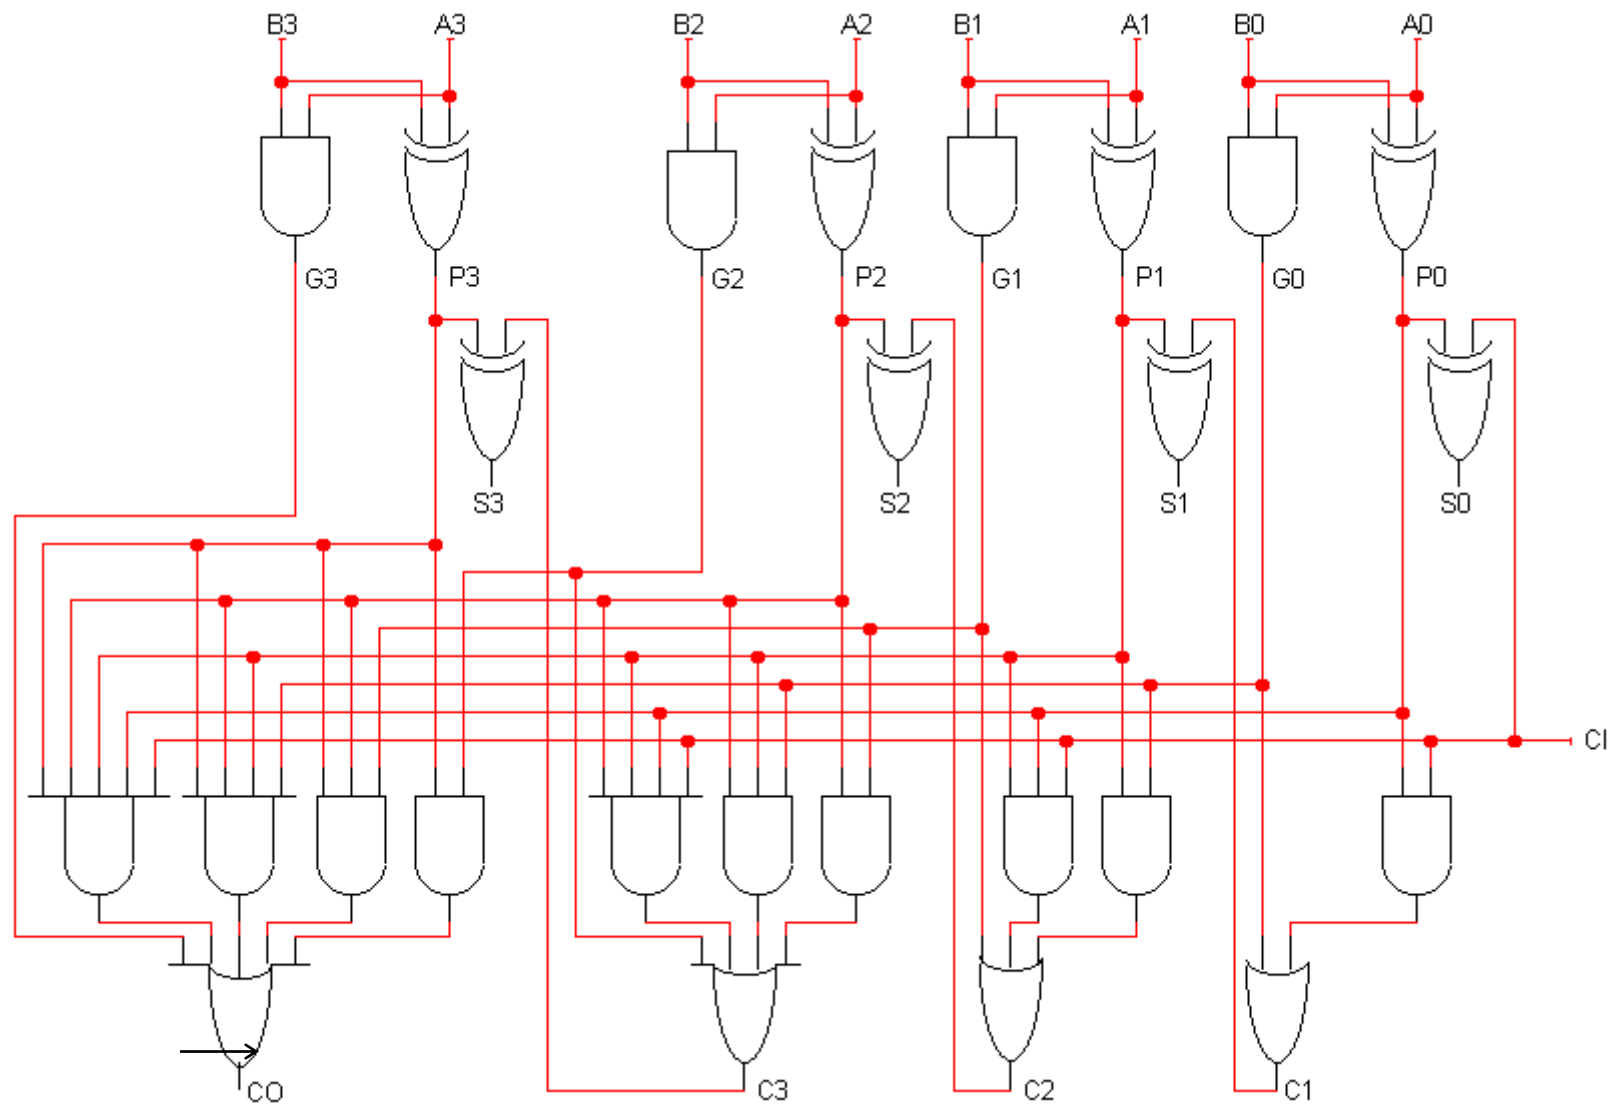 B3 A3 B2 A2 B1 A1 B0 A0
G3 P3 G2 P2 G1 P1 G0 P0
S3 S2 S1 S0
CI
CO C3 C2 C1